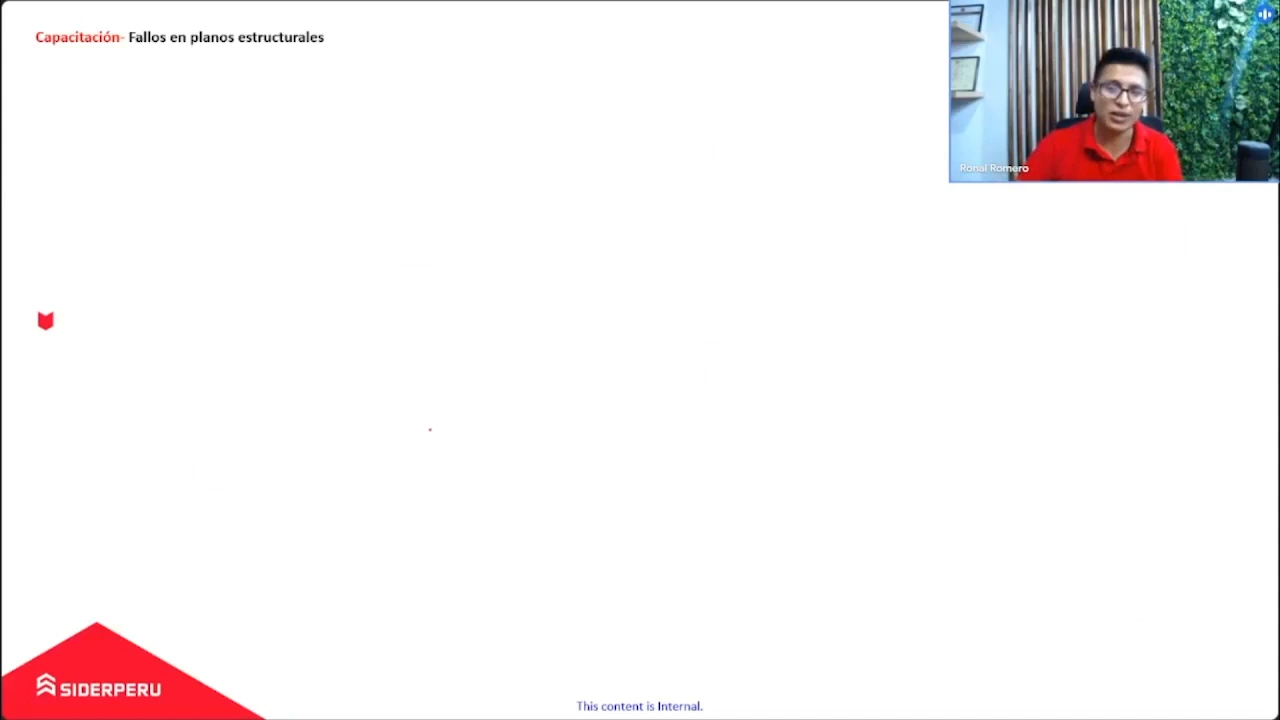 Capacitación- Fallos en planos estructurales
Ronal Romero
SIDERPERU
This content is Internal.